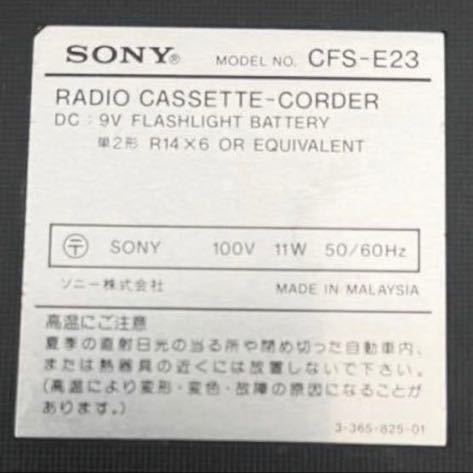 SONY® MODEL NO. CFS-E23
RADIO CASSETTE-CORDER
DC : 9V FLASHLIGHT BATTERY
単2形 R14×6 OR EQUIVALENT
〒 SONY 100V 11W 50/60Hz
ソニー株式会社 MADE IN MALAYSIA
高温にご注意
夏季の直射日光の当る所や閉め切った自動車内、
または熱器具の近くには放置しないで下さい。
(高温により変形・変色・故障の原因になることが
あります。)
3-365-825-01